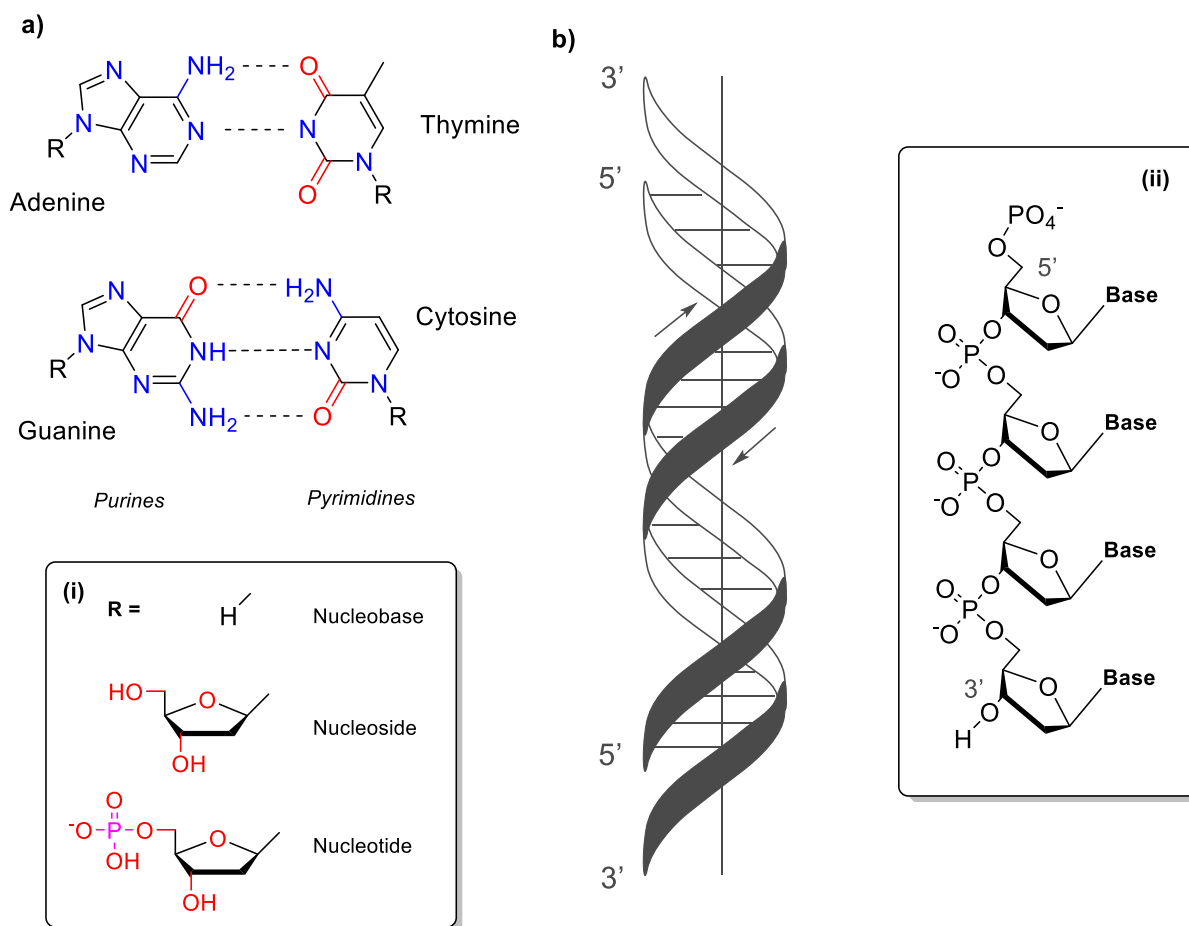 a)
N
NH2
O
N
N
N
N
N
R
O
R
Adenine
Thymine
N
O
H2N
N
NH
N
N
N
R
NH2
O
R
Guanine
Cytosine
Purines
Pyrimidines
(i)
R =
H
Nucleobase
HO
O
OH
Nucleoside
O
-O
P
O
O
OH
OH
Nucleotide
b)
3’
5’
5’
3’
(ii)
PO4-
O
5’
O
Base
O
O
P
-O
O
O
Base
O
O
P
-O
O
O
Base
O
O
P
-O
O
3’
O
Base
O
H